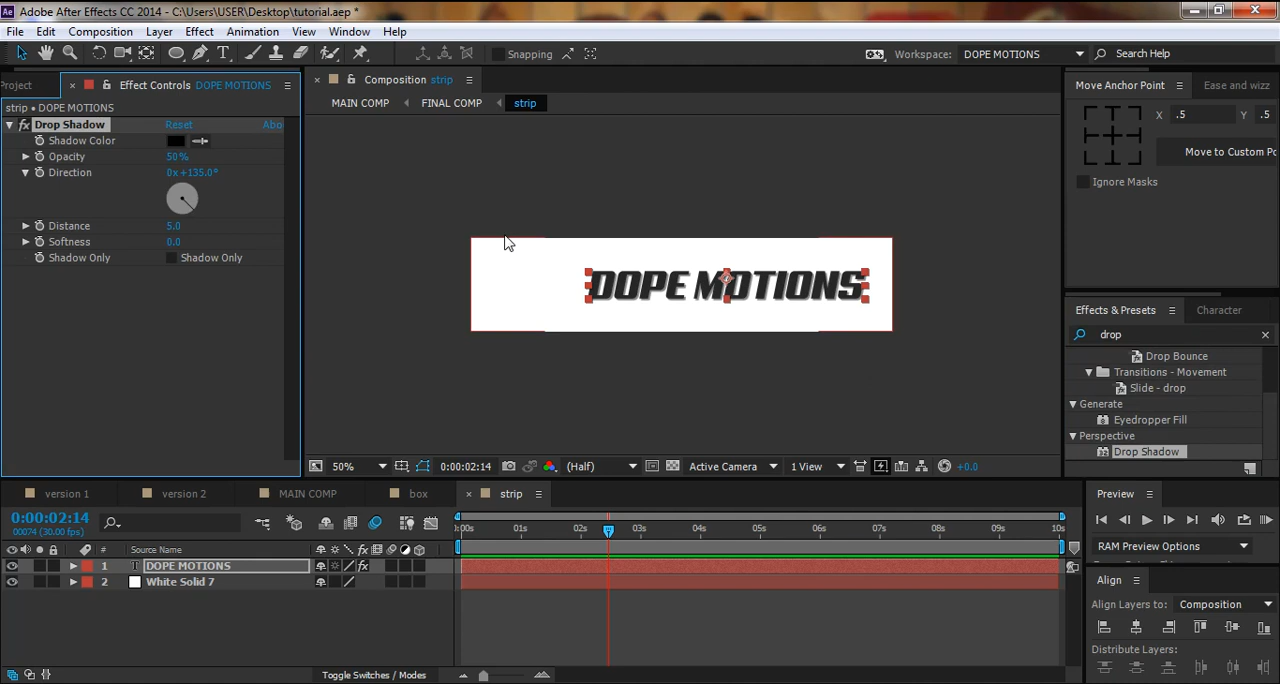 Adobe After Effects CC 2014 - C:\Users\USER\Desktop\tutorial.aep *
File Edit Composition Layer Effect Animation View Window Help
Snapping
Workspace: DOPE MOTIONS
Search Help
Project
Effect Controls DOPE MOTIONS
strip • DOPE MOTIONS
fx Drop Shadow Reset Abo
Shadow Color
Opacity 50%
Direction 0x+135.0°
Distance 5.0
Softness 0.0
Shadow Only Shadow Only
Composition strip
MAIN COMP FINAL COMP strip
DOPE MOTIONS
50% 0:00:02:14 (Half) Active Camera 1 View +0.0
Move Anchor Point Ease and wizz
X .5 Y .5
Move to Custom Po
Ignore Masks
Effects & Presets Character
drop
Drop Bounce
Transitions - Movement
Slide - drop
Generate
Eyedropper Fill
Perspective
Drop Shadow
version 1 version 2 MAIN COMP box strip
0:00:02:14
00074 (30.00 fps)
:00s 01s 02s 03s 04s 05s 06s 07s 08s 09s 10s
# Source Name
1 T DOPE MOTIONS
2 White Solid 7
Toggle Switches / Modes
Preview
RAM Preview Options
Align
Align Layers to: Composition
Distribute Layers: